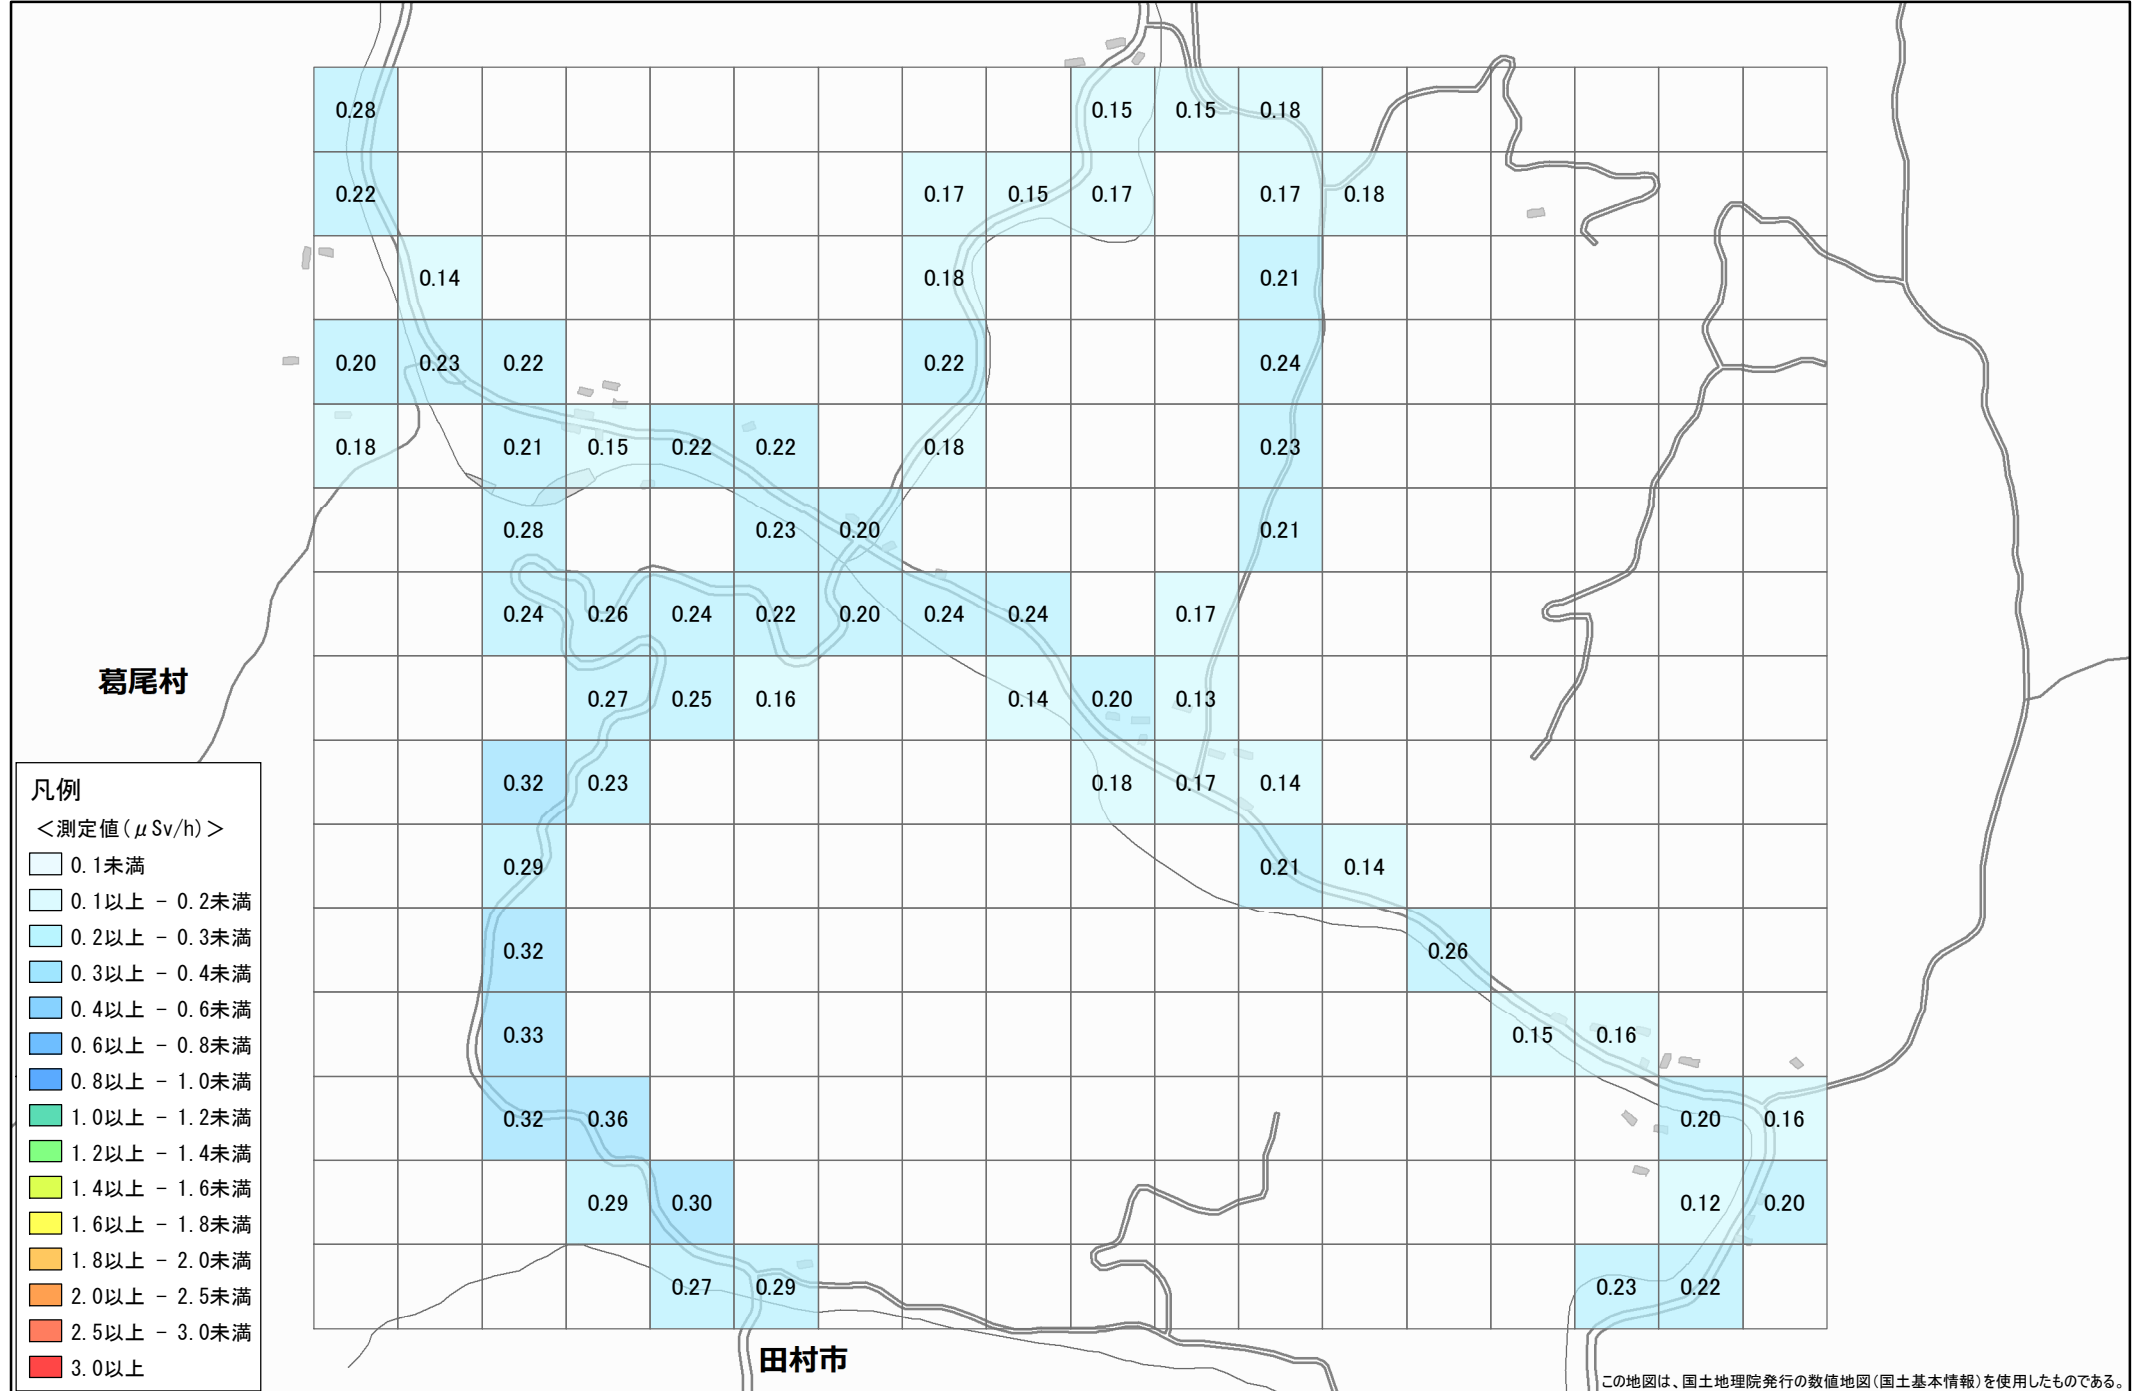 0.28 0.15 0.15 0.18
0.22 0.17 0.15 0.17 0.17 0.18
0.14 0.18 0.21
0.20 0.23 0.22 0.22 0.24
0.18 0.21 0.15 0.22 0.22 0.18 0.23
0.28 0.23 0.20 0.21
0.24 0.26 0.24 0.22 0.20 0.24 0.24 0.17
葛尾村
0.27 0.25 0.16 0.14 0.20 0.13
0.32 0.23 0.18 0.17 0.14
0.29 0.21 0.14
0.32 0.26
0.33 0.15 0.16
0.32 0.36 0.20 0.16
0.29 0.30 0.12 0.20
0.27 0.29 0.23 0.22
凡例
＜測定値(μSv/h)＞
0.1未満
0.1以上 - 0.2未満
0.2以上 - 0.3未満
0.3以上 - 0.4未満
0.4以上 - 0.6未満
0.6以上 - 0.8未満
0.8以上 - 1.0未満
1.0以上 - 1.2未満
1.2以上 - 1.4未満
1.4以上 - 1.6未満
1.6以上 - 1.8未満
1.8以上 - 2.0未満
2.0以上 - 2.5未満
2.5以上 - 3.0未満
3.0以上
田村市
この地図は、国土地理院発行の数値地図(国土基本情報)を使用したものである。